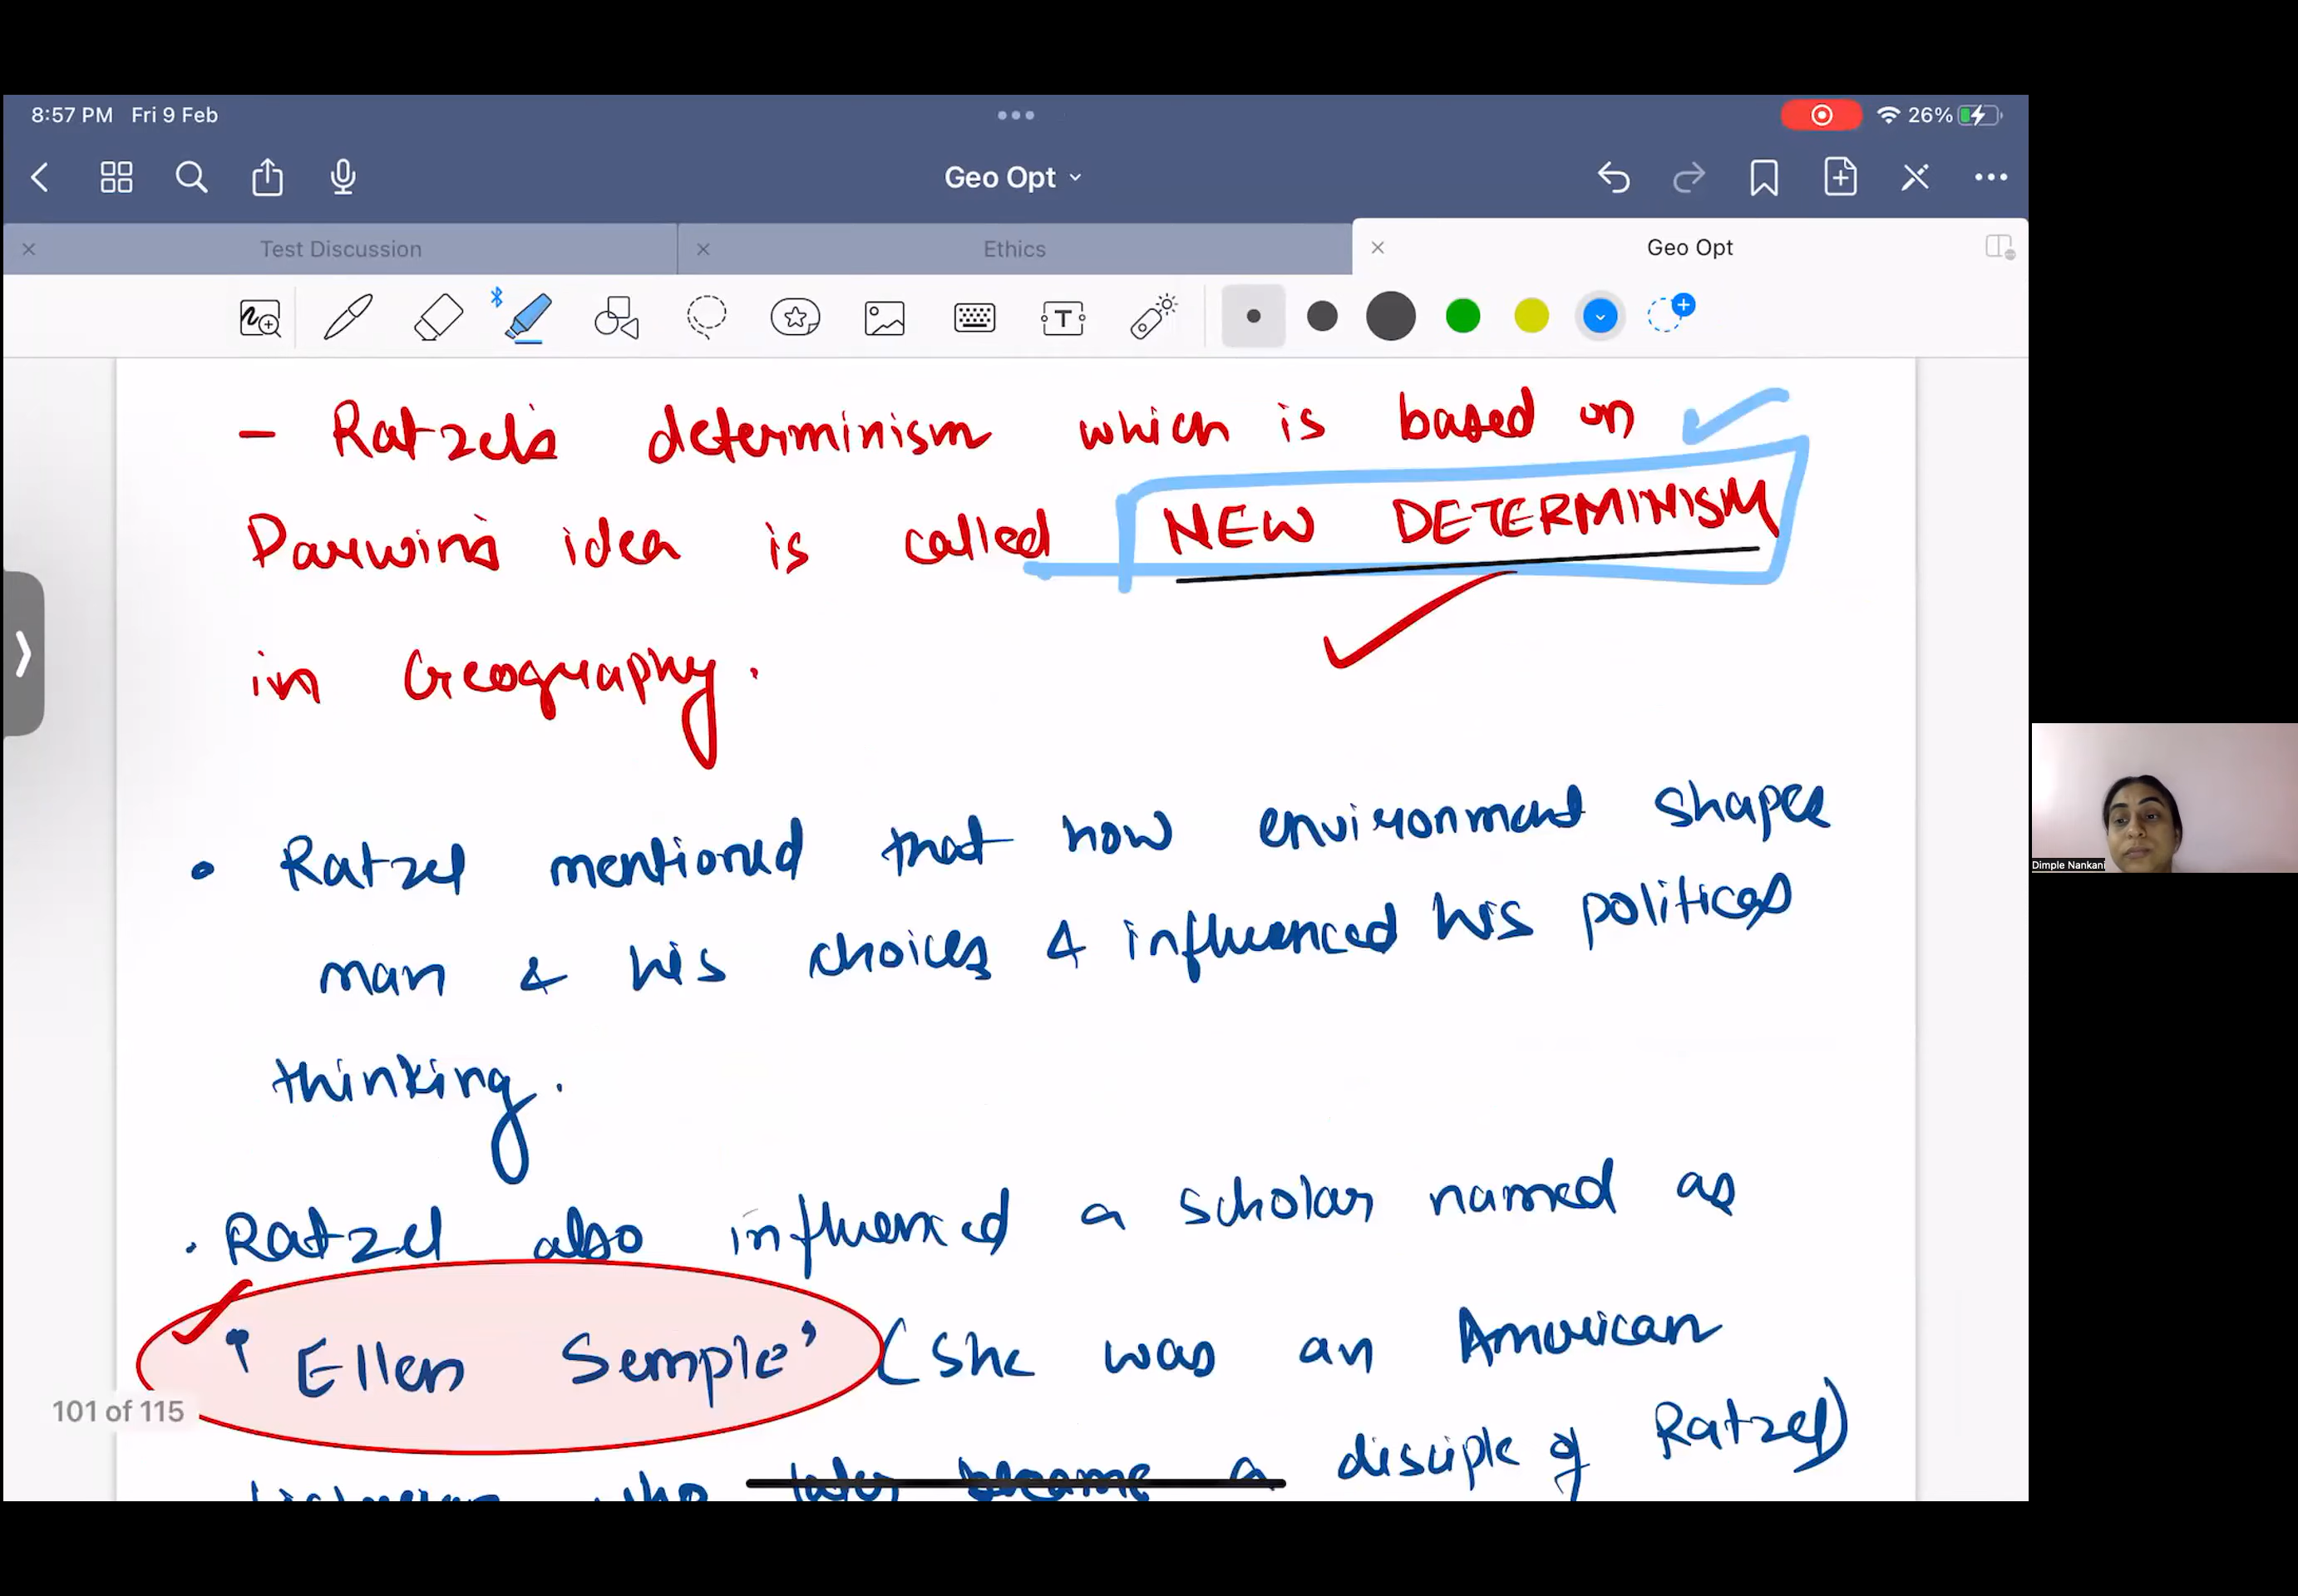 8:57 PM Fri 9 Feb
26%
Geo Opt
Test Discussion
Ethics
Geo Opt
- Ratzel's determinism which is based on
Darwin's idea is called NEW DETERMINISM
in Geography.
• Ratzel mentioned that how environment shapes
man & his choices & influenced his political
thinking.
Dimple Nankani
· Ratzel also influenced a scholar named as
'Ellen Semple' (She was an American
101 of 115
who later became a disciple of Ratzel)